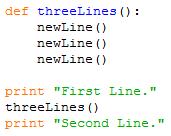 def threeLines():
    newLine()
    newLine()
    newLine()

print "First Line."
threeLines()
print "Second Line."